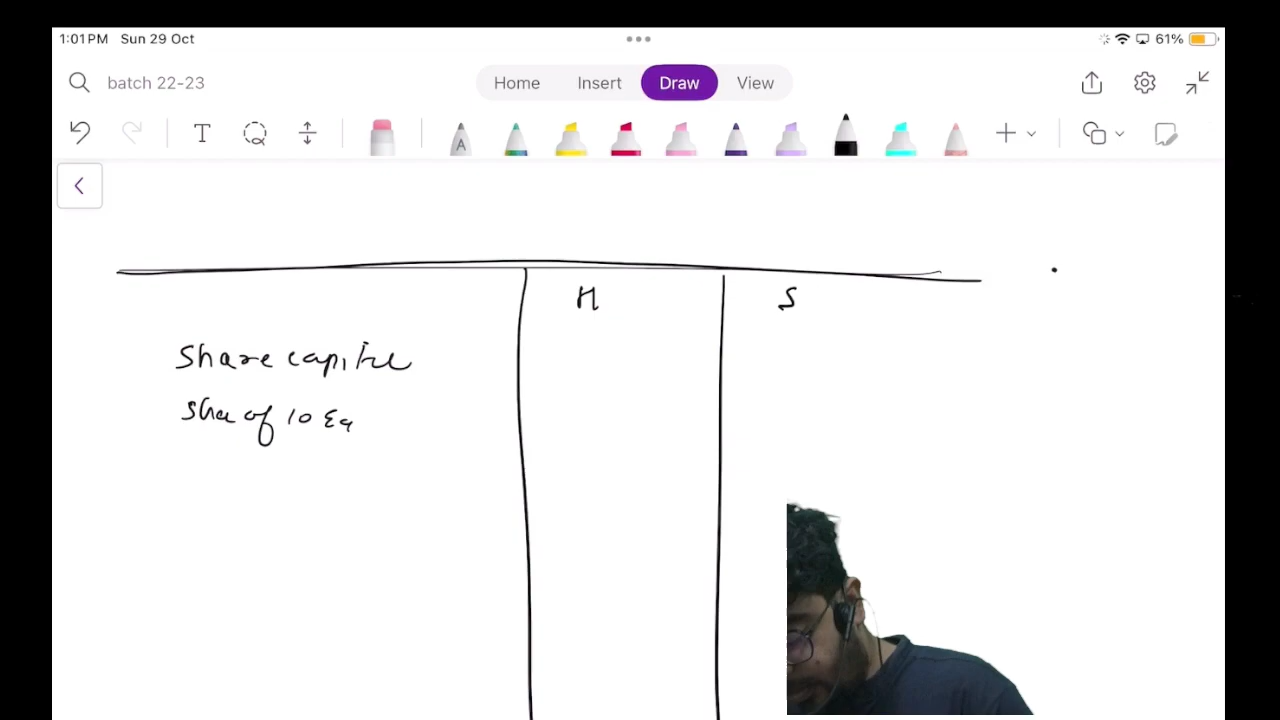 1:01 PM Sun 29 Oct
61%
batch 22-23
Home Insert Draw View
T
A
H S
Share capital
Share of 10 Eq